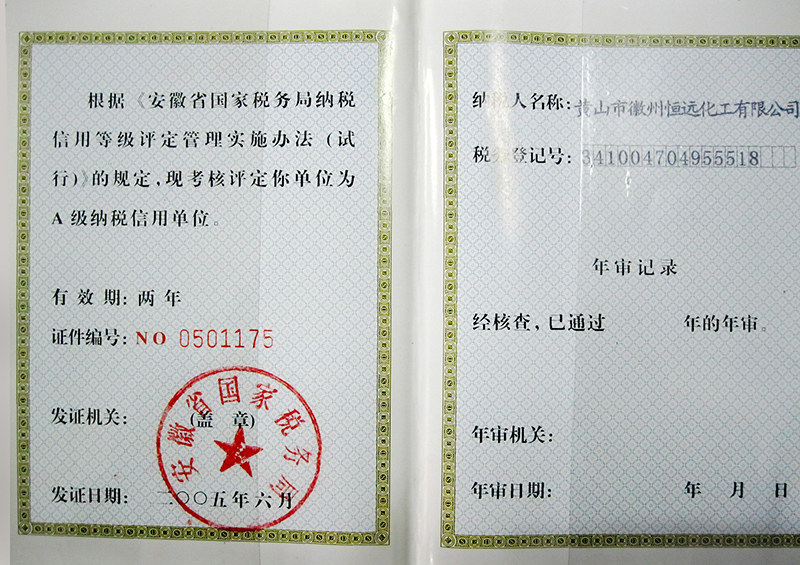 根据《安徽省国家税务局纳税
信用等级评定管理实施办法(试
行)》的规定,现考核评定你单位为
A级纳税信用单位。
有效期:两年
证件编号:NO 0501175
发证机关: (盖 章)
安徽省国家税务局
发证日期: 二〇〇五年六月
纳税人名称:黄山市徽州恒远化工有限公司
税务登记号:341004704955518
年审记录
经核查,已通过 年的年审。
年审机关:
年审日期: 年 月 日